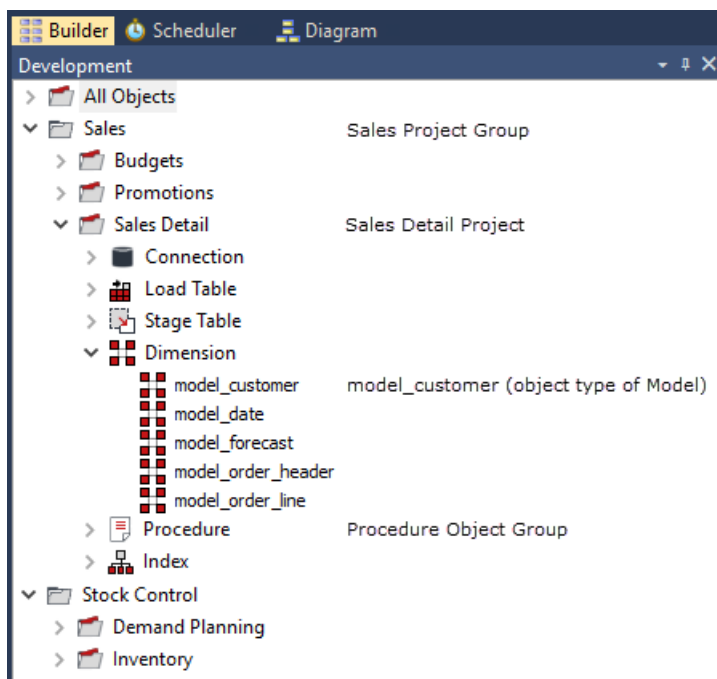 Builder Scheduler Diagram
Development
All Objects
Sales Sales Project Group
Budgets
Promotions
Sales Detail Sales Detail Project
Connection
Load Table
Stage Table
Dimension
model_customer model_customer (object type of Model)
model_date
model_forecast
model_order_header
model_order_line
Procedure Procedure Object Group
Index
Stock Control
Demand Planning
Inventory